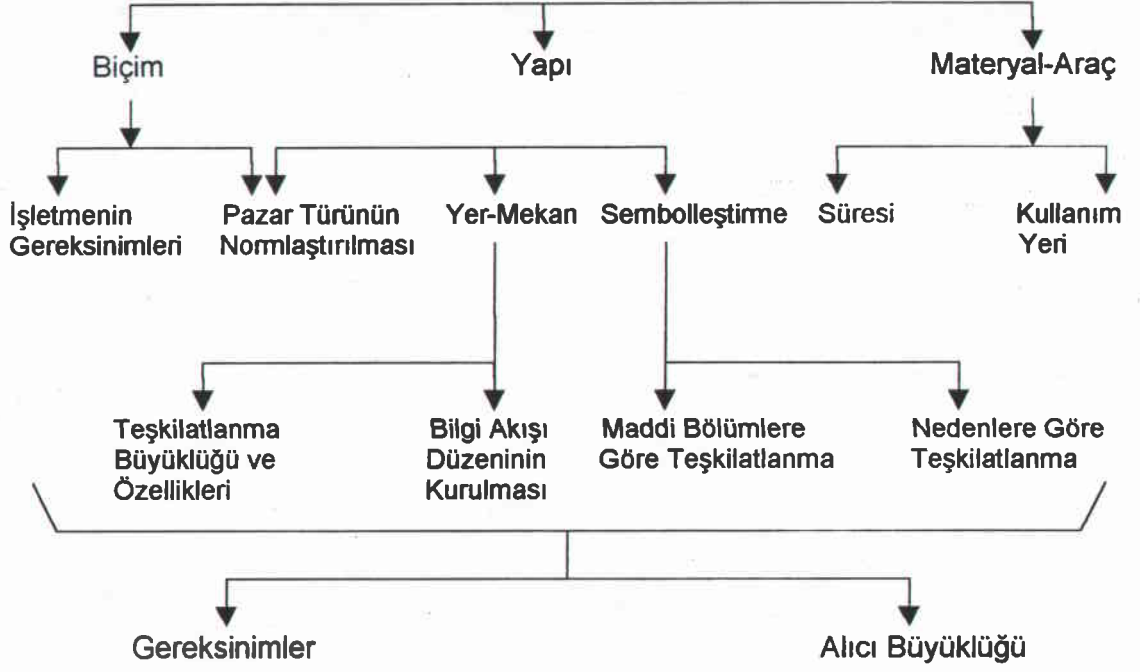 Biçim
Yapı
Materyal-Araç
İşletmenin
Gereksinimleri
Pazar Türünün
Normlaştırılması
Yer-Mekan
Sembolleştirme
Süresi
Kullanım
Yeri
Teşkilatlanma
Büyüklüğü ve
Özellikleri
Bilgi Akışı
Düzeninin
Kurulması
Maddi Bölümlere
Göre Teşkilatlanma
Nedenlere Göre
Teşkilatlanma
Gereksinimler
Alıcı Büyüklüğü